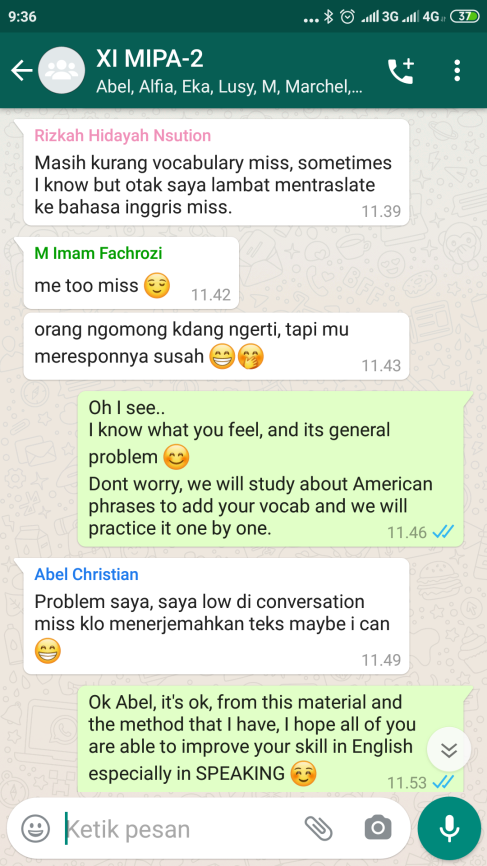 9:36
3G 4G 37
XI MIPA-2
Abel, Alfia, Eka, Lusy, M, Marchel,...
Rizkah Hidayah Nsution
Masih kurang vocabulary miss, sometimes
I know but otak saya lambat mentraslate
ke bahasa inggris miss.
11.39
M Imam Fachrozi
me too miss 😌
11.42
orang ngomong kdang ngerti, tapi mu
meresponnya susah 😁🤭
11.43
Oh I see..
I know what you feel, and its general
problem 😊
Dont worry, we will study about American
phrases to add your vocab and we will
practice it one by one.
11.46
Abel Christian
Problem saya, saya low di conversation
miss klo menerjemahkan teks maybe i can
😁
11.49
Ok Abel, it's ok, from this material and
the method that I have, I hope all of you
are able to improve your skill in English
especially in SPEAKING ☺️
11.53
Ketik pesan